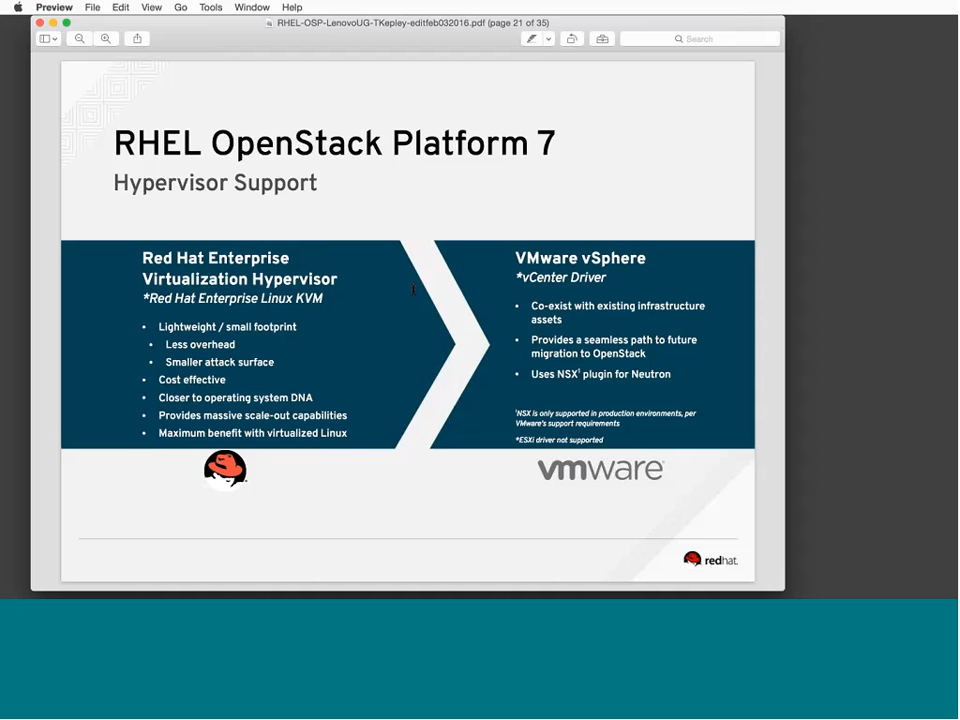 Preview File Edit View Go Tools Window Help
RHEL-OSP-LenovoUG-TKepley-editfeb032016.pdf (page 21 of 35)
Search
RHEL OpenStack Platform 7
Hypervisor Support
Red Hat Enterprise
Virtualization Hypervisor
*Red Hat Enterprise Linux KVM
• Lightweight / small footprint
• Less overhead
• Smaller attack surface
• Cost effective
• Closer to operating system DNA
• Provides massive scale-out capabilities
• Maximum benefit with virtualized Linux
VMware vSphere
*vCenter Driver
• Co-exist with existing infrastructure
assets
• Provides a seamless path to future
migration to OpenStack
• Uses NSX¹ plugin for Neutron
¹NSX is only supported in production environments, per
VMware's support requirements
*ESXi driver not supported
vmware
redhat.